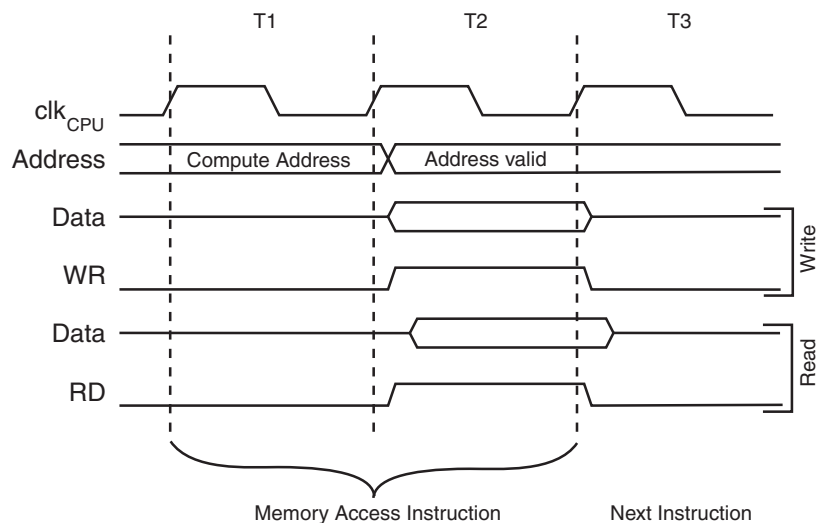 T1 T2 T3
clkCPU
Address Compute Address Address valid
Data
WR
Write
Data
RD
Read
Memory Access Instruction Next Instruction